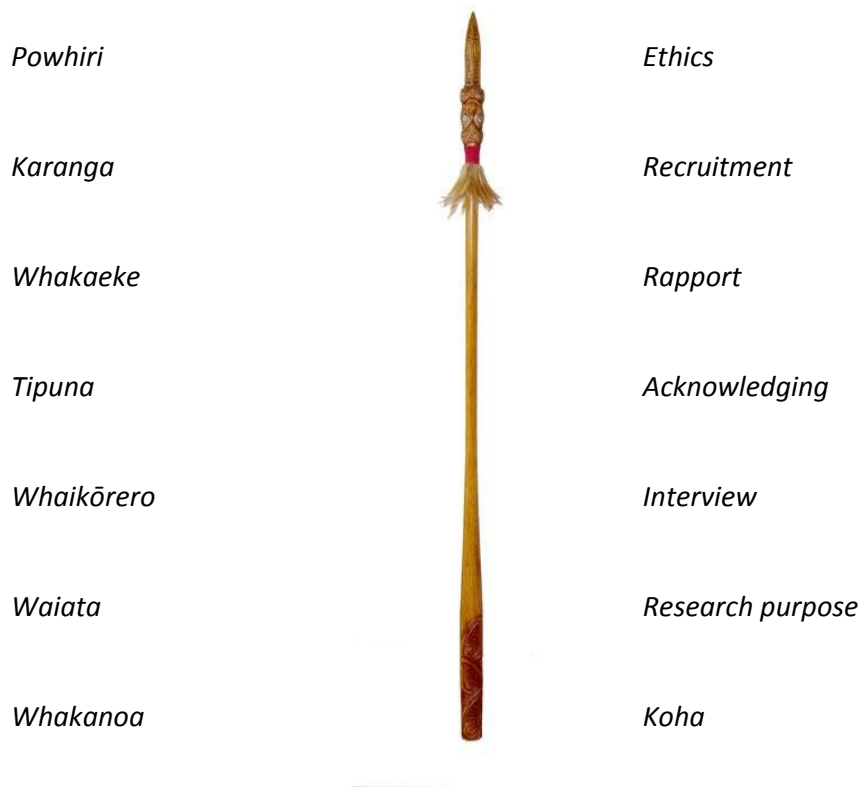 Powhiri Ethics
Karanga Recruitment
Whakaeke Rapport
Tipuna Acknowledging
Whaikōrero Interview
Waiata Research purpose
Whakanoa Koha